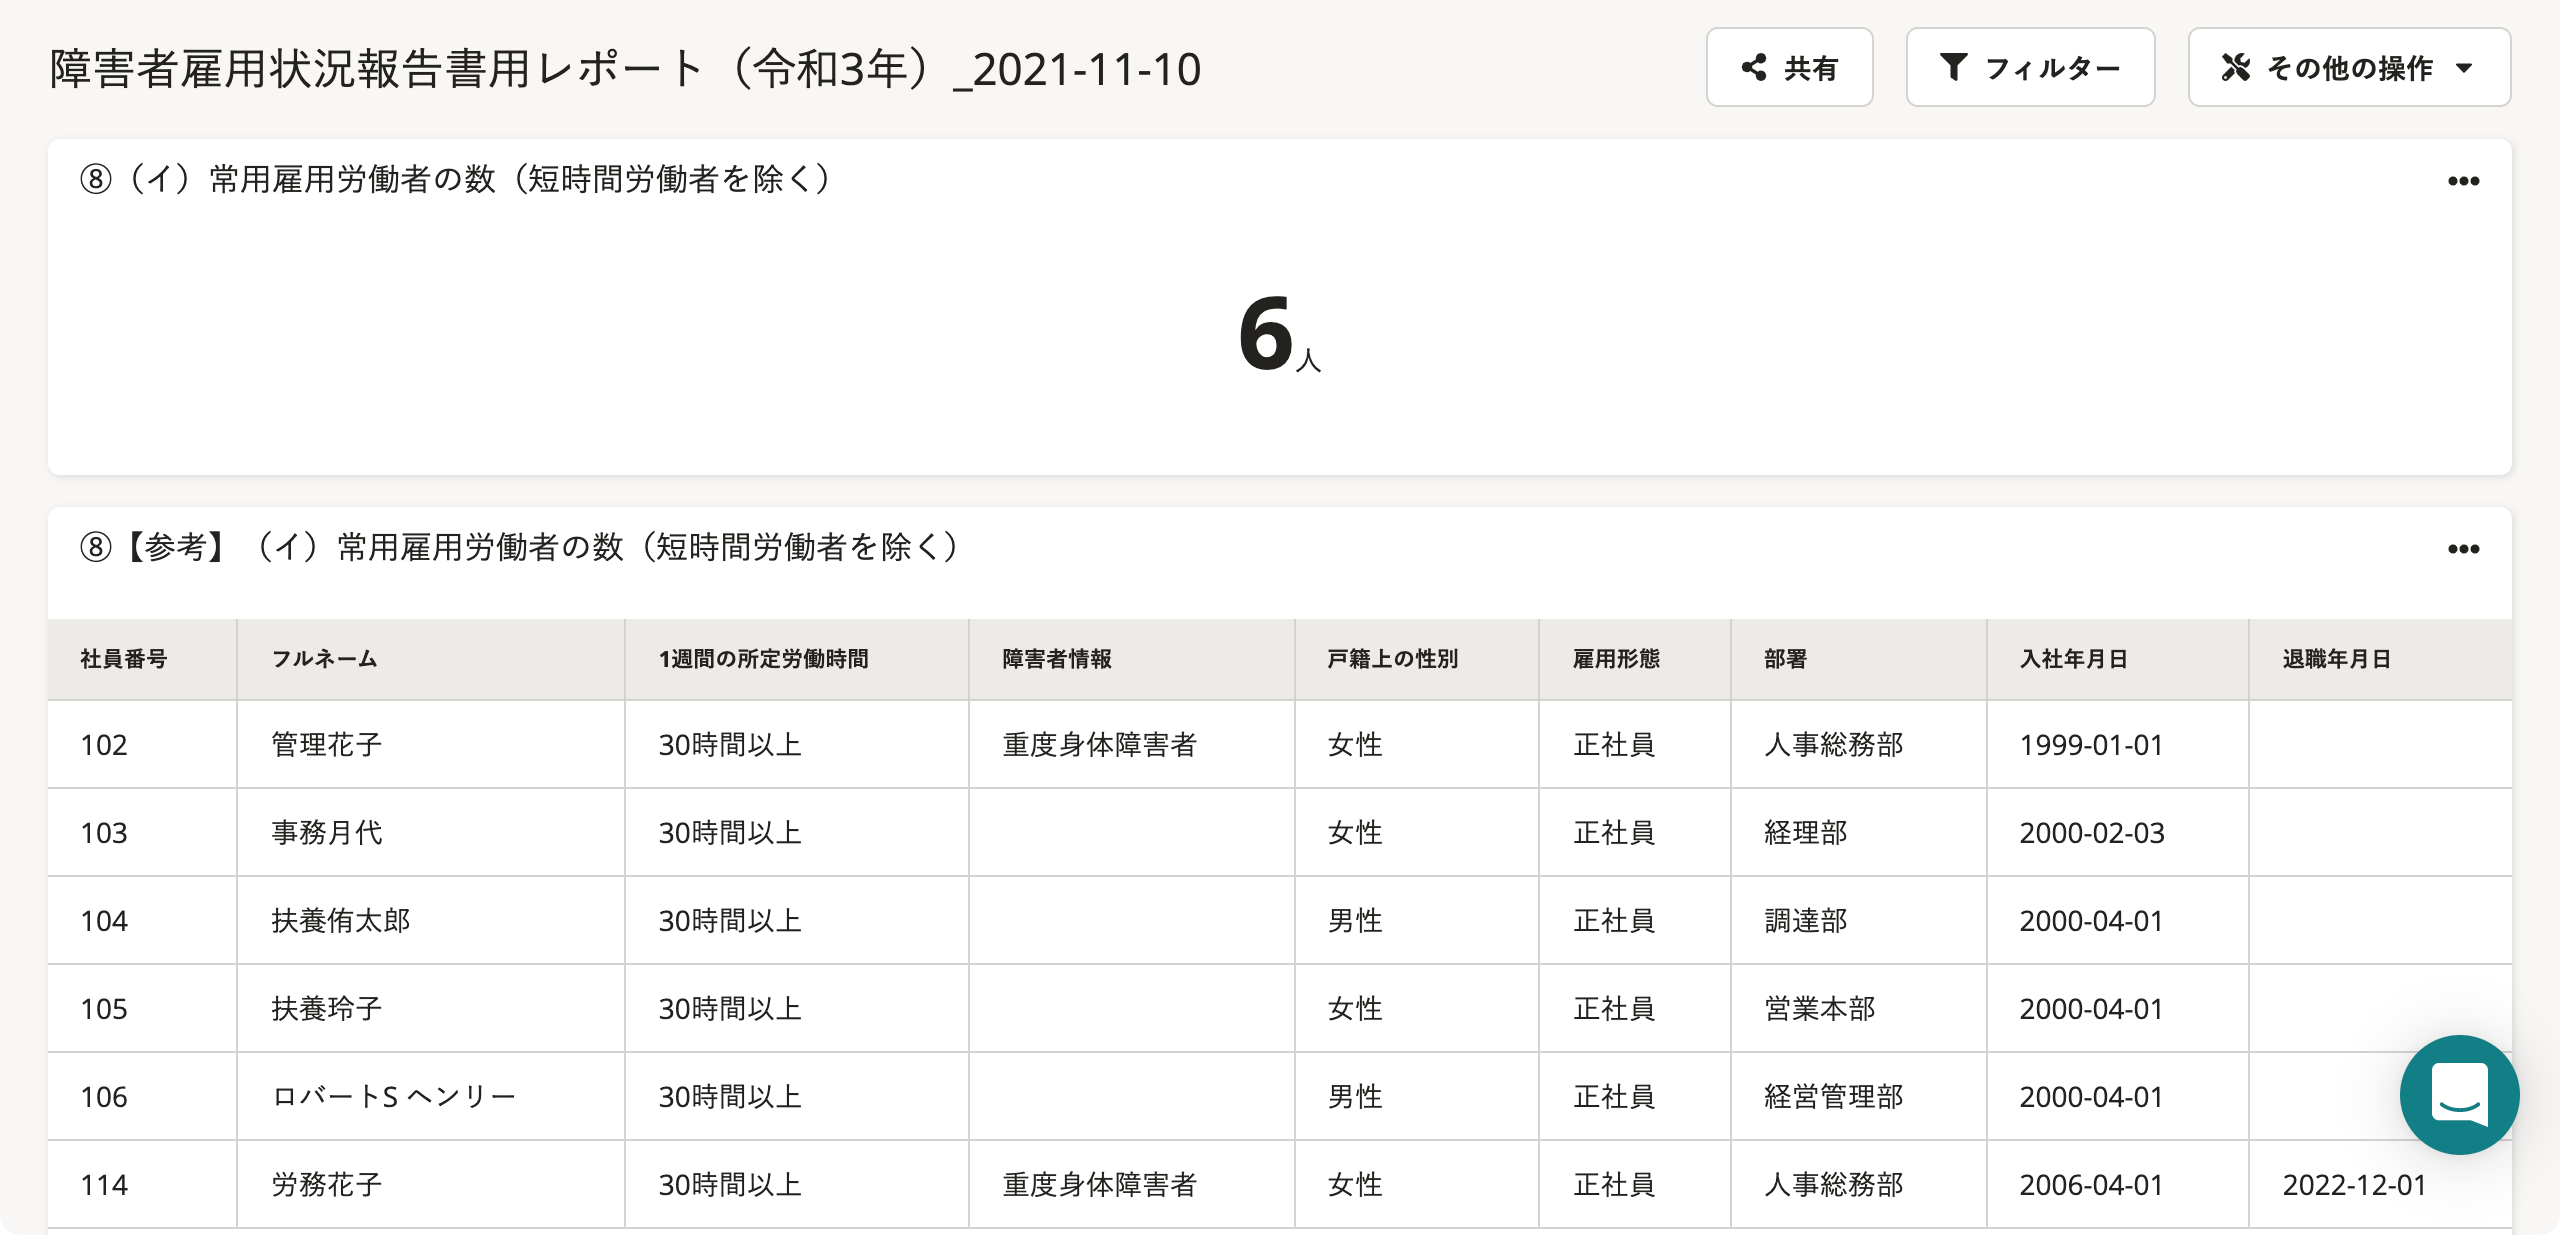 障害者雇用状況報告書用レポート（令和3年）_2021-11-10
共有
フィルター
その他の操作
⑧（イ）常用雇用労働者の数（短時間労働者を除く）
6人
⑧【参考】（イ）常用雇用労働者の数（短時間労働者を除く）
社員番号 フルネーム 1週間の所定労働時間 障害者情報 戸籍上の性別 雇用形態 部署 入社年月日 退職年月日
102 管理花子 30時間以上 重度身体障害者 女性 正社員 人事総務部 1999-01-01
103 事務月代 30時間以上 女性 正社員 経理部 2000-02-03
104 扶養侑太郎 30時間以上 男性 正社員 調達部 2000-04-01
105 扶養玲子 30時間以上 女性 正社員 営業本部 2000-04-01
106 ロバートS ヘンリー 30時間以上 男性 正社員 経営管理部 2000-04-01
114 労務花子 30時間以上 重度身体障害者 女性 正社員 人事総務部 2006-04-01 2022-12-01